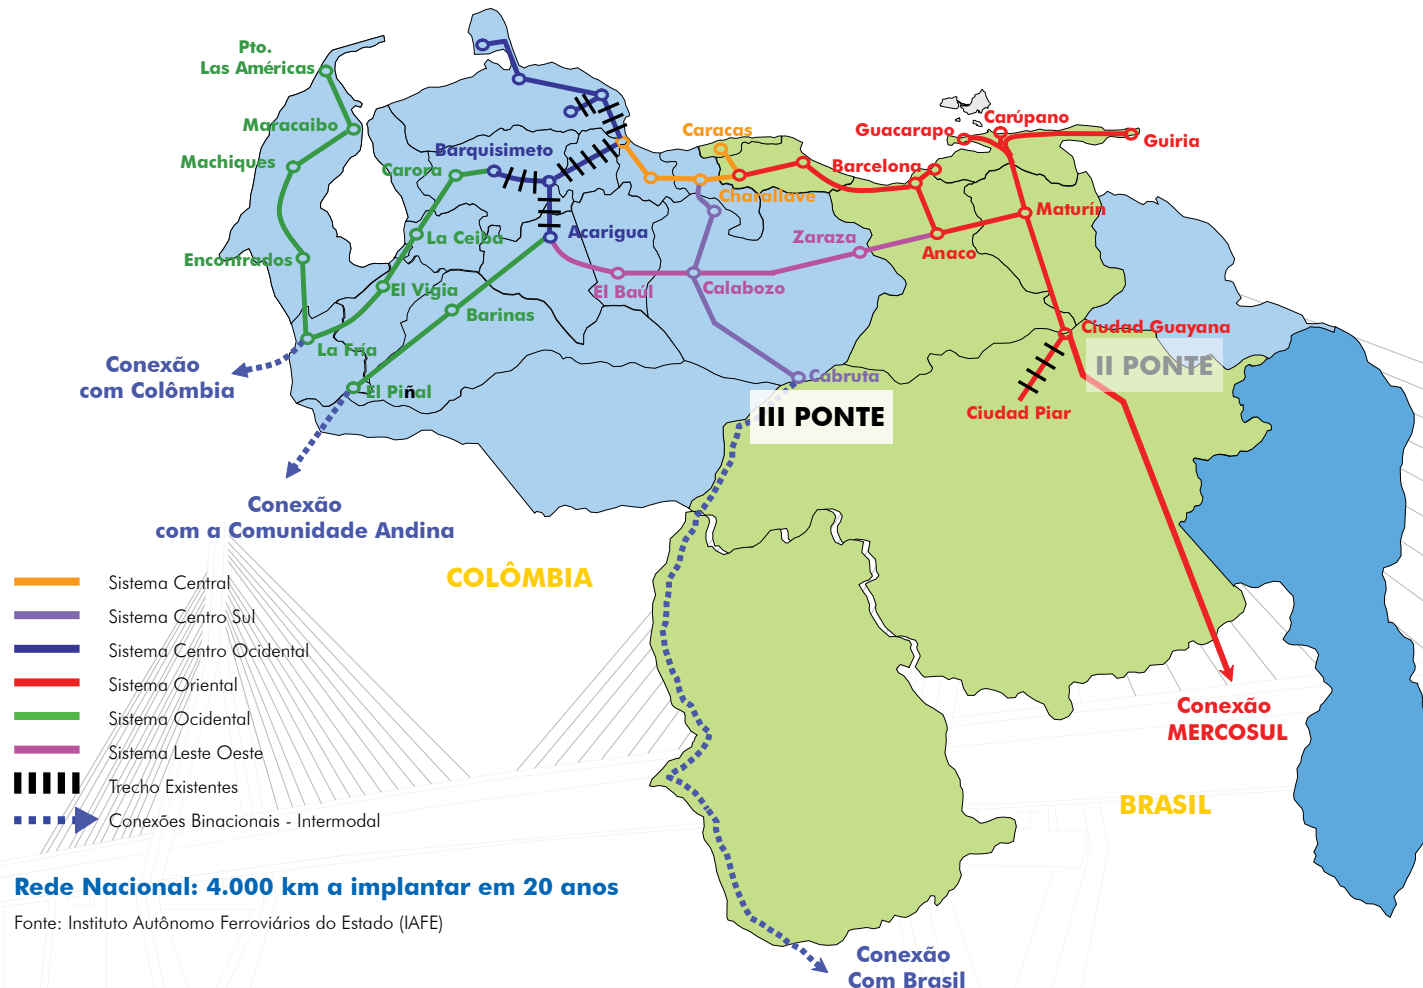 Pto.
Las Américas
Maracaibo
Machiques
Encontrados
Carora
Barquisimeto
La Ceiba
Acarigua
El Vigia
Barinas
La Fría
El Piñal
Caracas
Charallave
El Baúl
Calabozo
Zaraza
Cabruta
Guacarapo
Carúpano
Guiria
Barcelona
Maturín
Anaco
Ciudad Guayana
II PONTE
Ciudad Piar
III PONTE
Conexão
com Colômbia
Conexão
com a Comunidade Andina
COLÔMBIA
Conexão
MERCOSUL
BRASIL
Conexão
Com Brasil
Sistema Central
Sistema Centro Sul
Sistema Centro Ocidental
Sistema Oriental
Sistema Ocidental
Sistema Leste Oeste
Trecho Existentes
Conexões Binacionais - Intermodal
Rede Nacional: 4.000 km a implantar em 20 anos
Fonte: Instituto Autônomo Ferroviários do Estado (IAFE)